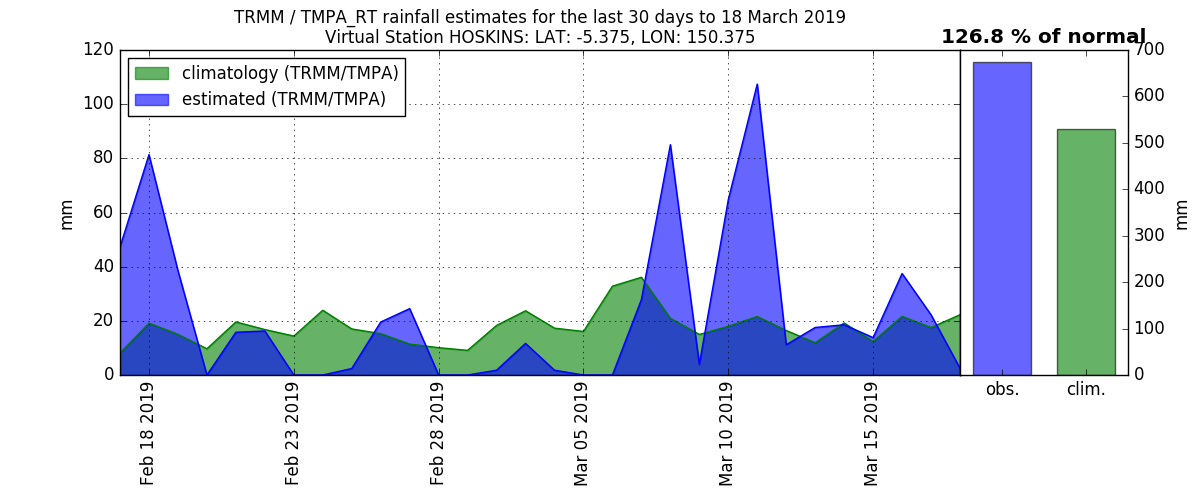 TRMM / TMPA_RT rainfall estimates for the last 30 days to 18 March 2019
Virtual Station HOSKINS: LAT: -5.375, LON: 150.375
126.8 % of normal
climatology (TRMM/TMPA)
estimated (TRMM/TMPA)
120
100
80
60
40
20
0
mm
Feb 18 2019
Feb 23 2019
Feb 28 2019
Mar 05 2019
Mar 10 2019
Mar 15 2019
700
600
500
400
300
200
100
0
mm
obs.
clim.